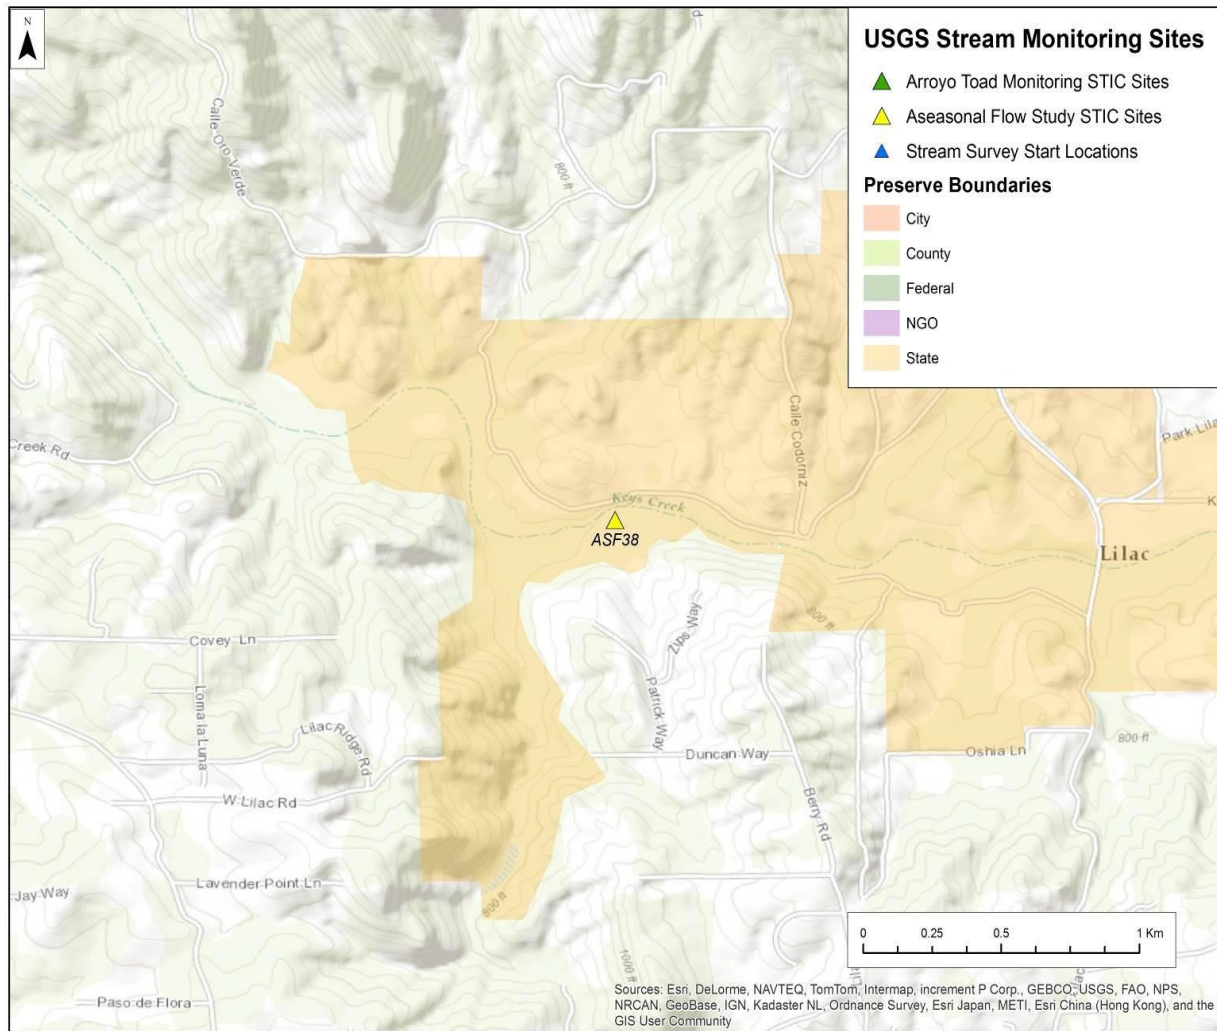 N
USGS Stream Monitoring Sites
Arroyo Toad Monitoring STIC Sites
Aseasonal Flow Study STIC Sites
Stream Survey Start Locations
Preserve Boundaries
City
County
Federal
NGO
State
Calle Oro Verde
800 ft
Calle Codorniz
Park Lila
Creek Rd
Keys Creek
ASF38
K
Lilac
800 ft
Zips Way
Covey Ln
Patrick Way
Loma la Luna
Lilac Ridge Rd
Duncan Way
Oshia Ln
800 ft
W Lilac Rd
Berry Rd
Lavender Point Ln
Jay Way
800 ft
0 0.25 0.5 1 Km
1000 ft
Paso de Flora
Sources: Esri, DeLorme, NAVTEQ, TomTom, Intermap, increment P Corp., GEBCO, USGS, FAO, NPS,
NRCAN, GeoBase, IGN, Kadaster NL, Ordnance Survey, Esri Japan, METI, Esri China (Hong Kong), and the
GIS User Community